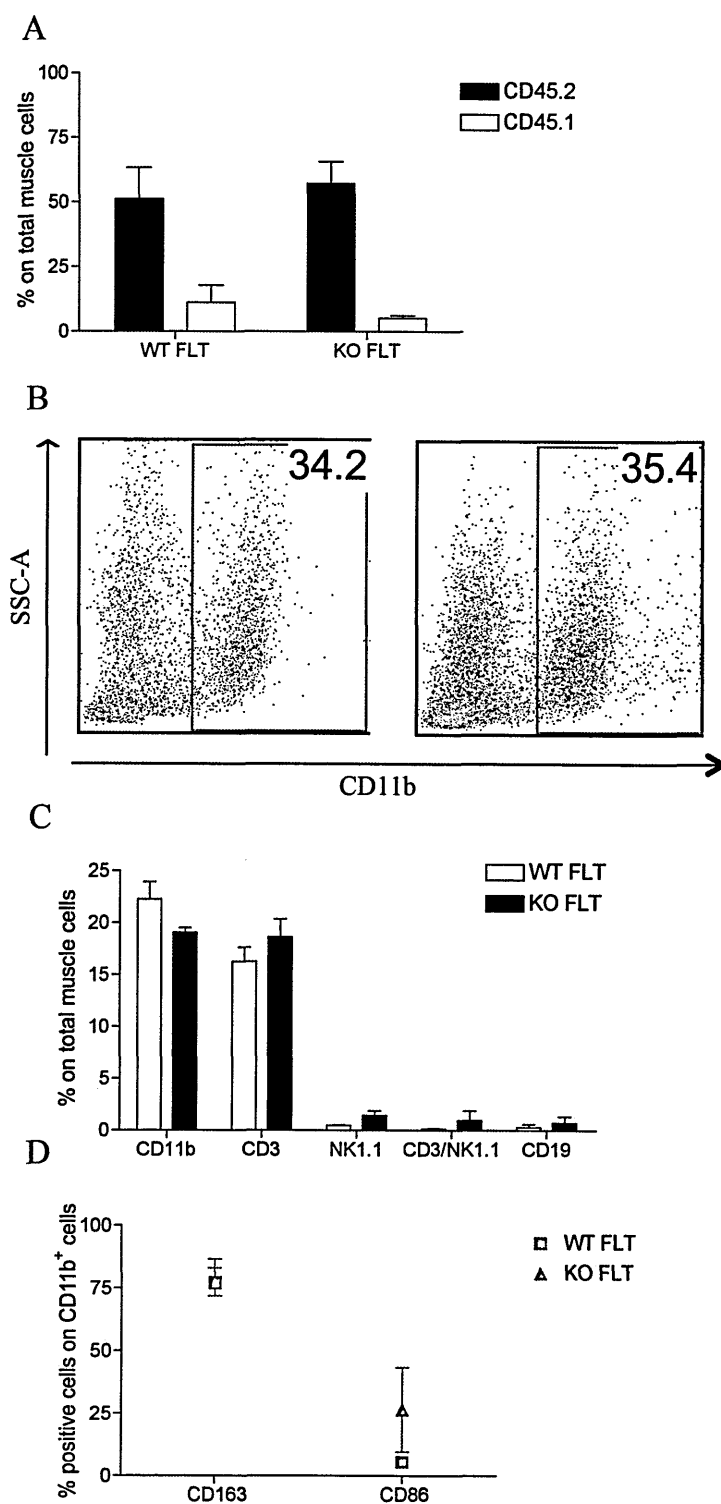 A
100
75
50
25
0
% on total muscle cells
CD45.2
CD45.1
WT FLT
KO FLT
B
34.2
35.4
SSC-A
CD11b
C
25
20
15
10
5
0
% on total muscle cells
WT FLT
KO FLT
CD11b
CD3
NK1.1
CD3/NK1.1
CD19
D
100
75
50
25
0
% positive cells on CD11b⁺ cells
WT FLT
KO FLT
CD163
CD86